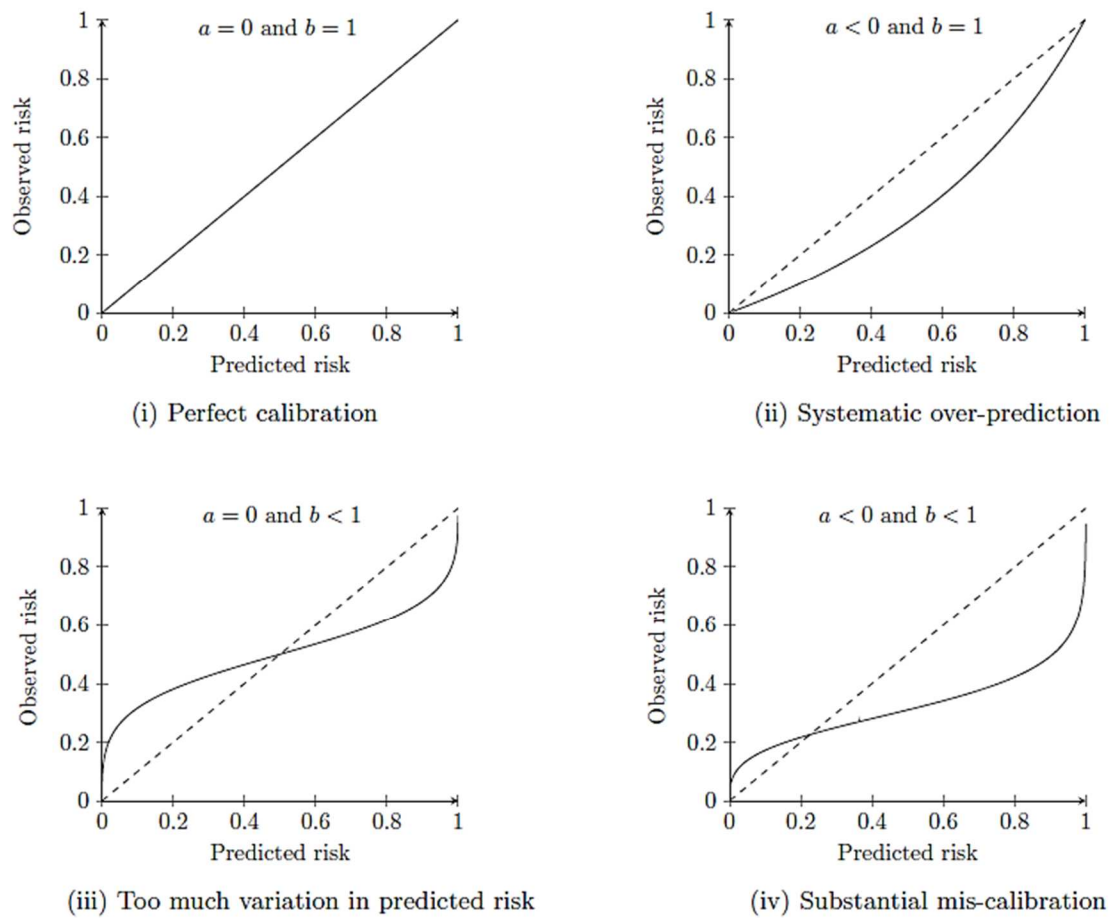 a = 0 and b = 1
1
0.8
0.6
0.4
0.2
0
Observed risk
0 0.2 0.4 0.6 0.8 1
Predicted risk
(i) Perfect calibration
a < 0 and b = 1
1
0.8
0.6
0.4
0.2
0
Observed risk
0 0.2 0.4 0.6 0.8 1
Predicted risk
(ii) Systematic over-prediction
a = 0 and b < 1
1
0.8
0.6
0.4
0.2
0
Observed risk
0 0.2 0.4 0.6 0.8 1
Predicted risk
(iii) Too much variation in predicted risk
a < 0 and b < 1
1
0.8
0.6
0.4
0.2
0
Observed risk
0 0.2 0.4 0.6 0.8 1
Predicted risk
(iv) Substantial mis-calibration